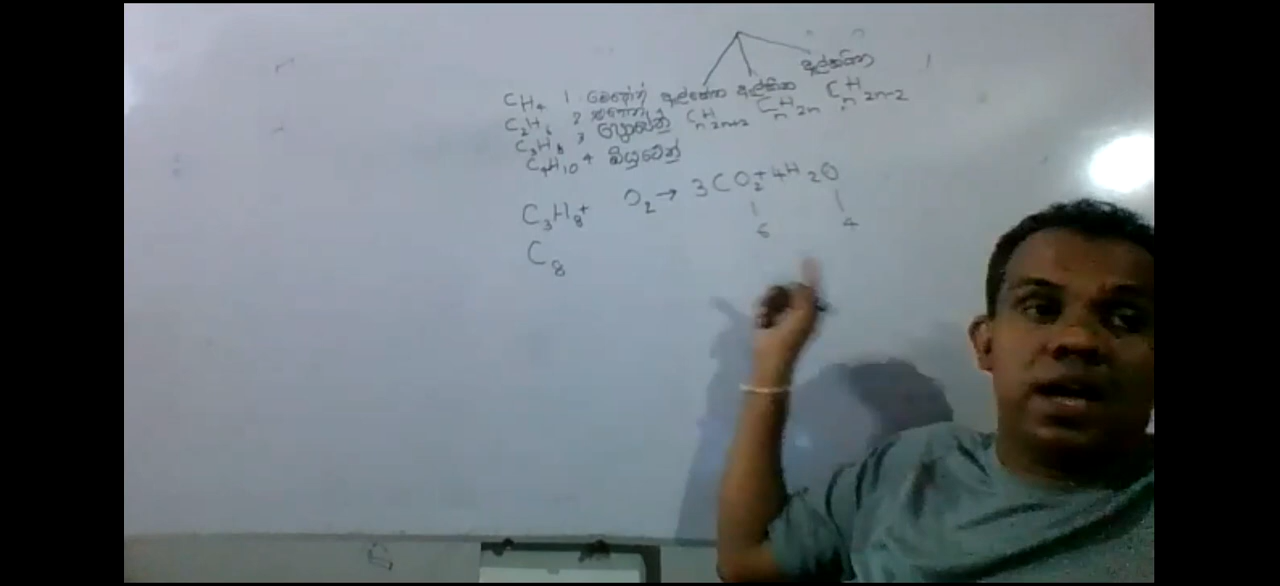 ඇල්කයින
CH4 1 මෙතේන් ඇල්කේන ඇල්කීන
C2H6 2 CnH2n+2 CnH2n CnH2n-2
C3H8 3 ප්‍රොපේන්
C4H10 4 බියුටේන්
C3H8 + O2 → 3CO2 + 4H2O
6 4
C8